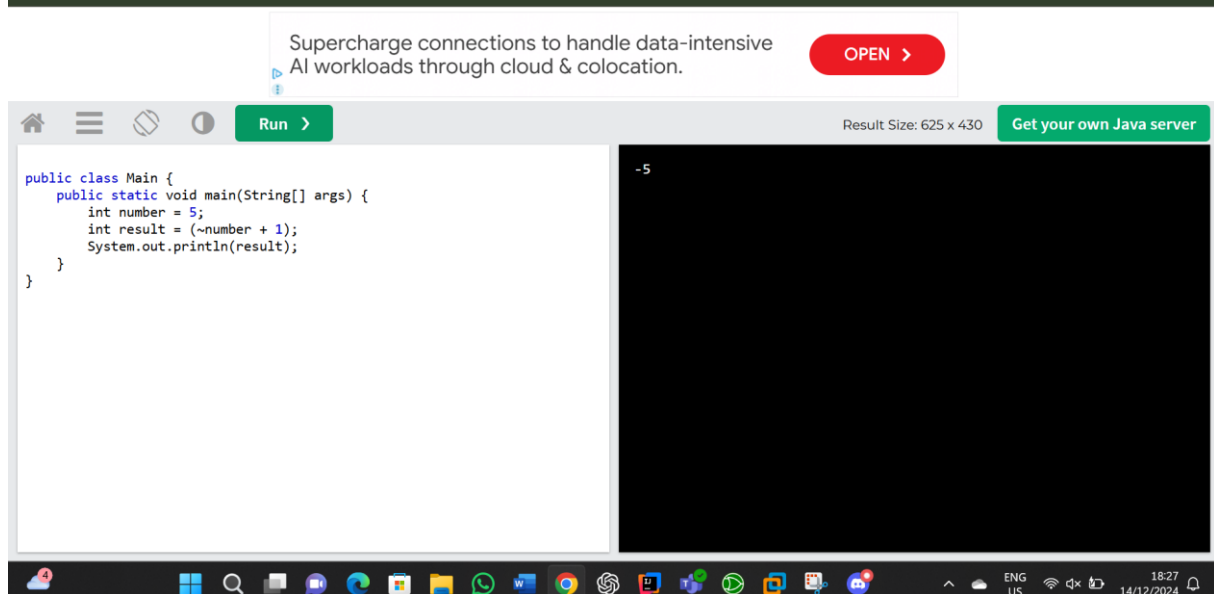 Supercharge connections to handle data-intensive
AI workloads through cloud & colocation.
OPEN >
Run ❯
Result Size: 625 x 430
Get your own Java server
public class Main {
    public static void main(String[] args) {
        int number = 5;
        int result = (~number + 1);
        System.out.println(result);
    }
}
-5
4
ENG
US
18:27
14/12/2024